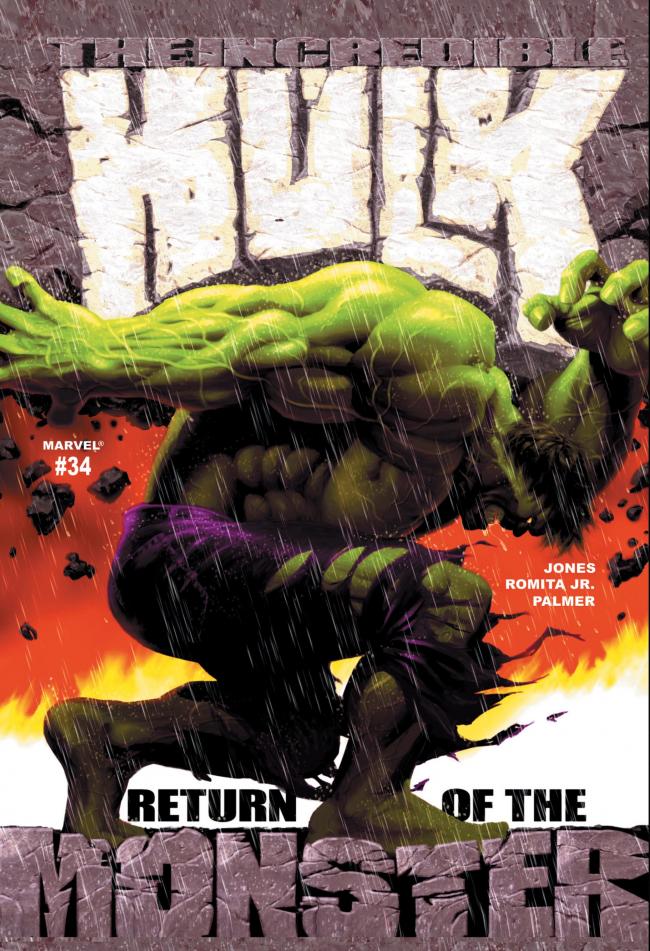 THE INCREDIBLE
HULK
MARVEL®
#34
JONES
ROMITA JR.
PALMER
RETURN OF THE
MONSTER